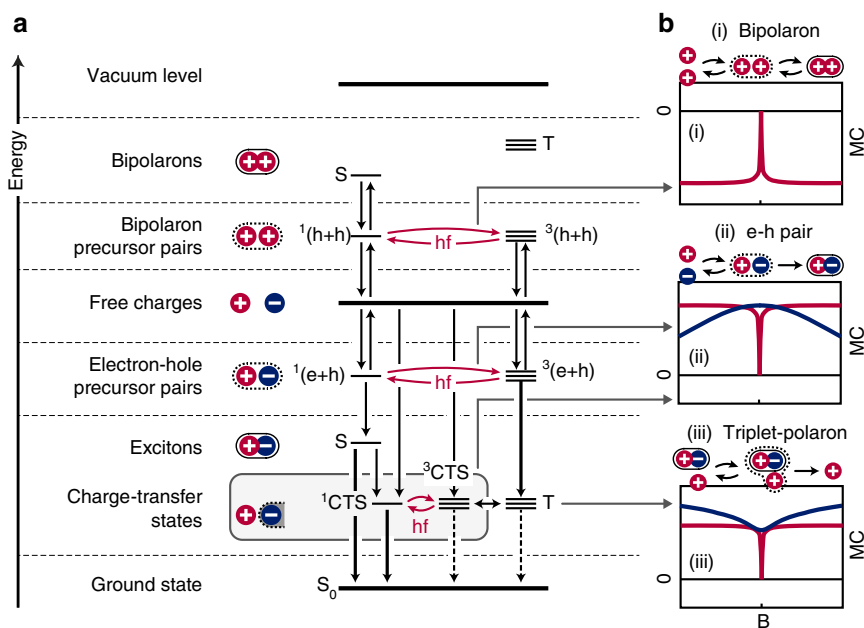 a
Energy
Vacuum level
Bipolarons
S
T
Bipolaron
precursor pairs
¹(h+h)
hf
³(h+h)
Free charges
Electron-hole
precursor pairs
¹(e+h)
hf
³(e+h)
Excitons
S
Charge-transfer
states
¹CTS
hf
³CTS
T
Ground state
S₀
b
(i) Bipolaron
0
(i)
MC
(ii) e-h pair
(ii)
0
MC
(iii) Triplet-polaron
(iii)
0
MC
B